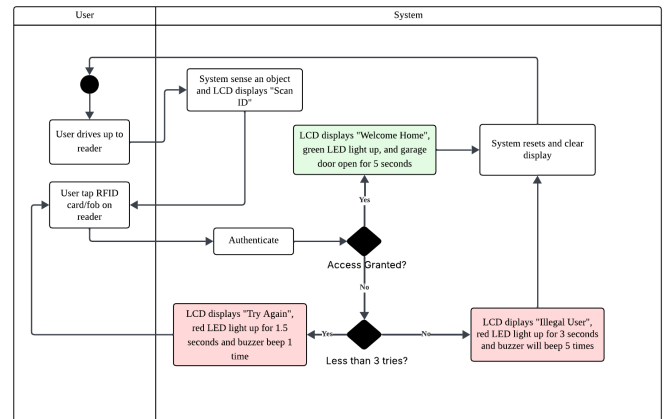 User
System
System sense an object
and LCD displays "Scan
ID"
User drives up to
reader
LCD displays "Welcome Home",
green LED light up, and garage
door open for 5 seconds
System resets and clear
display
User tap RFID
card/fob on
reader
Yes
Authenticate
Access Granted?
No
LCD displays "Try Again",
red LED light up for 1.5
seconds and buzzer beep 1
time
Yes
No
LCD diplays "Illegal User",
red LED light up for 3 seconds
and buzzer will beep 5 times
Less than 3 tries?